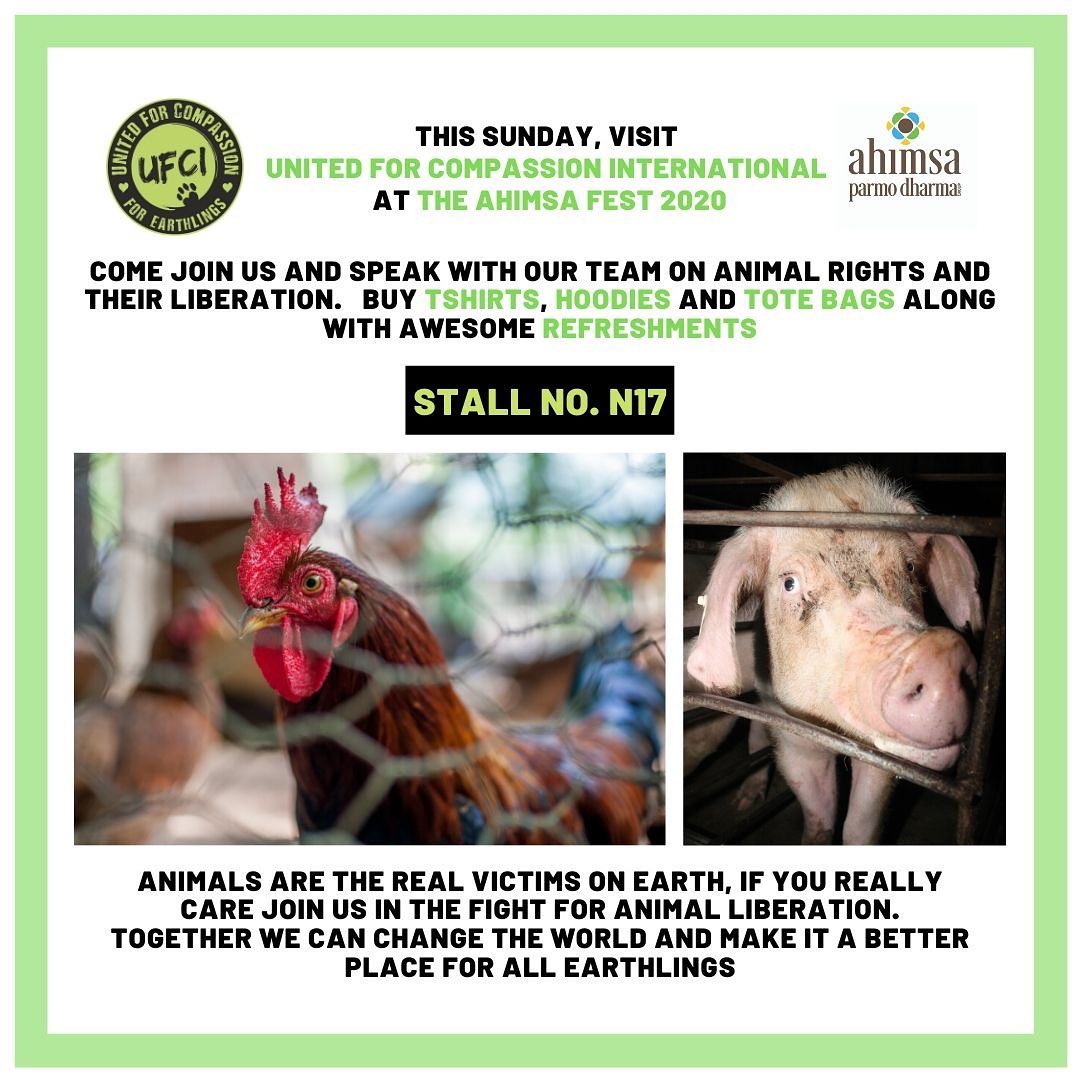 UNITED FOR COMPASSION
UFCI
FOR EARTHLINGS
THIS SUNDAY, VISIT
UNITED FOR COMPASSION INTERNATIONAL
AT THE AHIMSA FEST 2020
ahimsa
parmo dharma
COME JOIN US AND SPEAK WITH OUR TEAM ON ANIMAL RIGHTS AND
THEIR LIBERATION. BUY TSHIRTS, HOODIES AND TOTE BAGS ALONG
WITH AWESOME REFRESHMENTS
STALL NO. N17
ANIMALS ARE THE REAL VICTIMS ON EARTH, IF YOU REALLY
CARE JOIN US IN THE FIGHT FOR ANIMAL LIBERATION.
TOGETHER WE CAN CHANGE THE WORLD AND MAKE IT A BETTER
PLACE FOR ALL EARTHLINGS